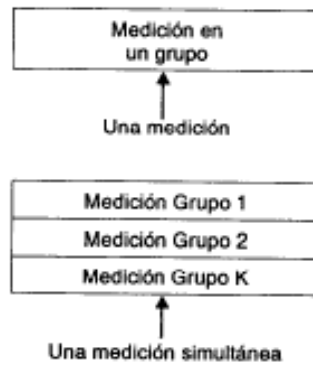 Medición en
un grupo
Una medición
Medición Grupo 1
Medición Grupo 2
Medición Grupo K
Una medición simultánea